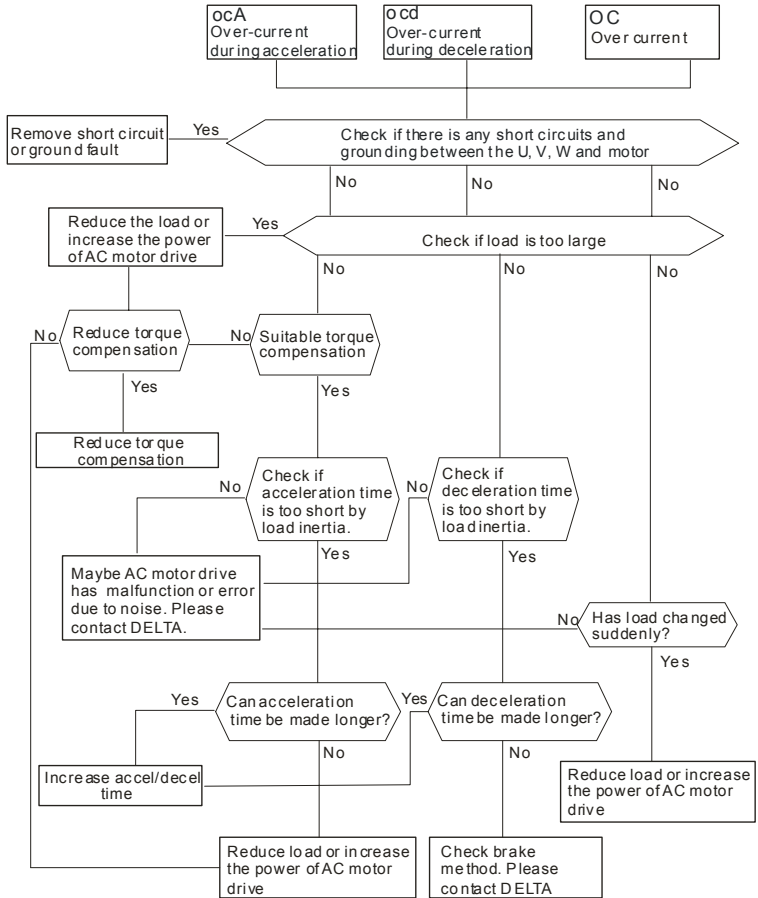 ocA
Over-current
during acceleration
ocd
Over-current
during deceleration
OC
Over current
Remove short circuit
or ground fault
Yes
Check if there is any short circuits and
grounding between the U, V, W and motor
No
No
No
Reduce the load or
increase the power
of AC motor drive
Yes
Check if load is too large
No
No
No
No
Reduce torque
compensation
No
Suitable torque
compensation
Yes
Yes
Reduce torque
compensation
No
Check if
acceleration time
is too short by
load inertia.
No
Check if
deceleration time
is too short by
load inertia.
Yes
Yes
Maybe AC motor drive
has malfunction or error
due to noise. Please
contact DELTA.
No
Has load changed
suddenly?
Yes
Yes
Can acceleration
time be made longer?
Yes
Can deceleration
time be made longer?
No
No
Increase accel/decel
time
Reduce load or increase
the power of AC motor
drive
Reduce load or increase
the power of AC motor
drive
Check brake
method. Please
contact DELTA